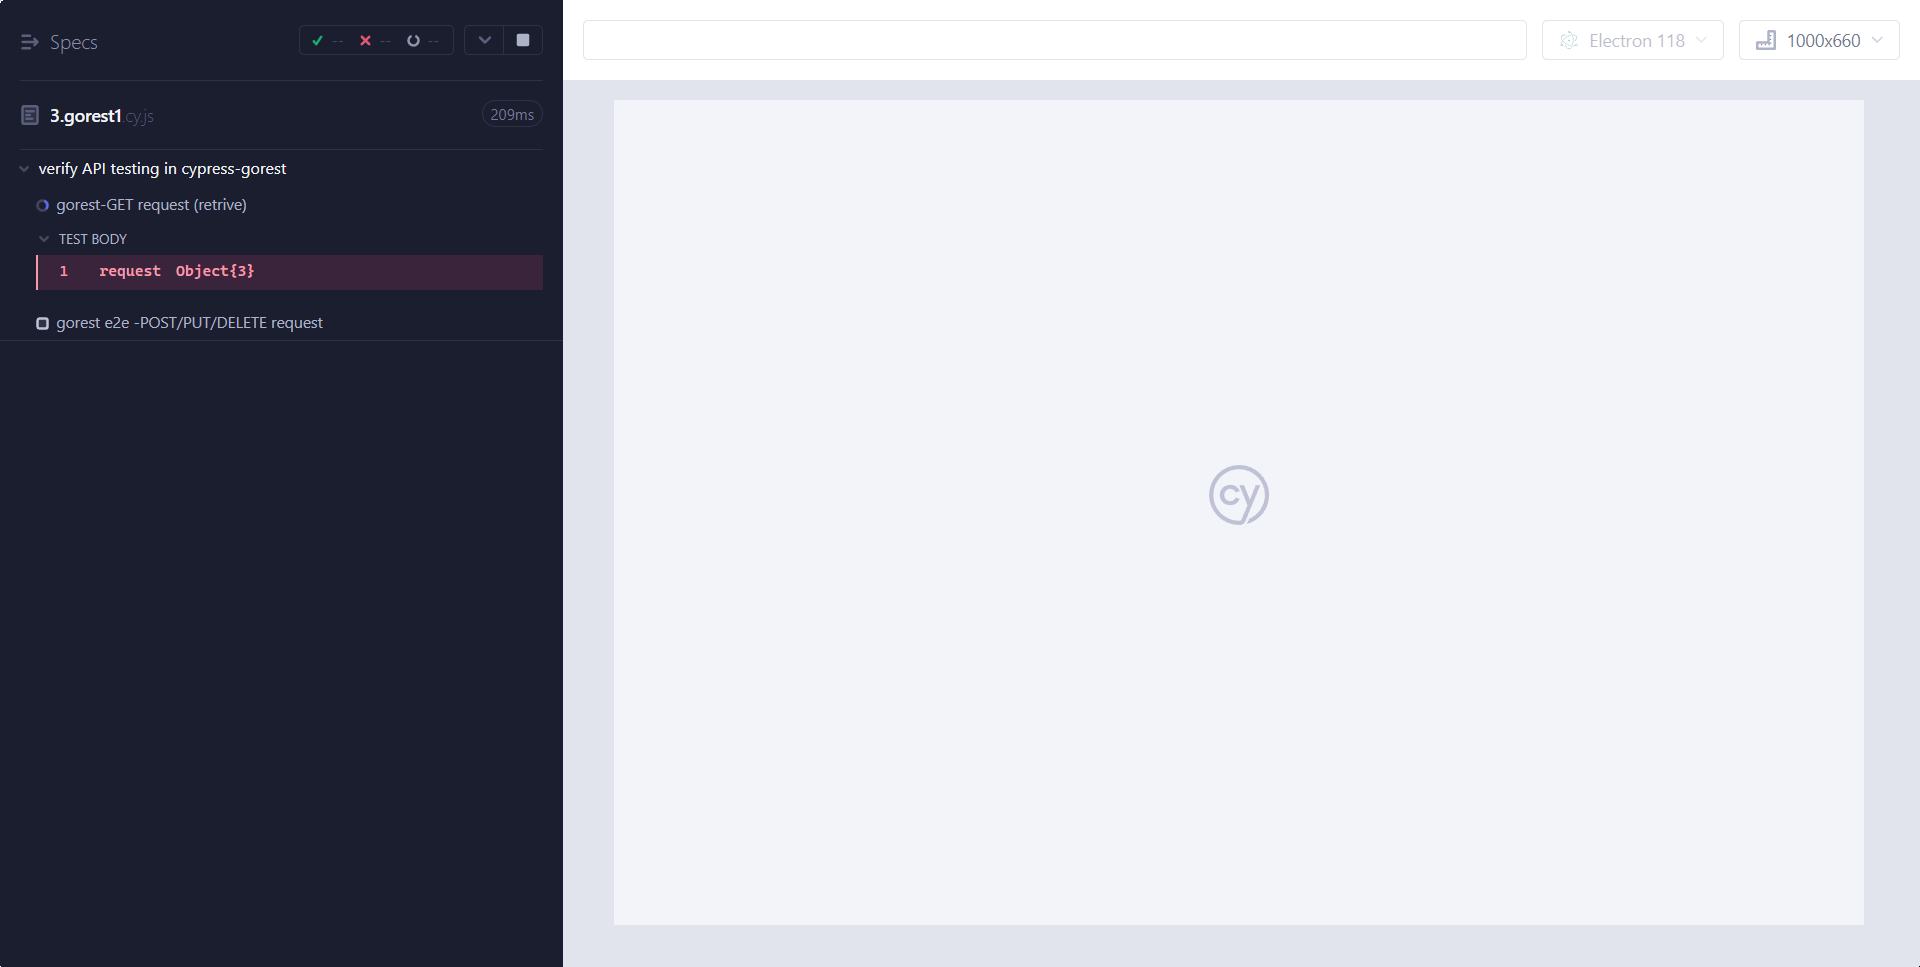 Specs
--
--
--
Electron 118
1000x660
3.gorest1.cy.js
209ms
verify API testing in cypress-gorest
gorest-GET request (retrive)
TEST BODY
1 request Object{3}
gorest e2e -POST/PUT/DELETE request
cy